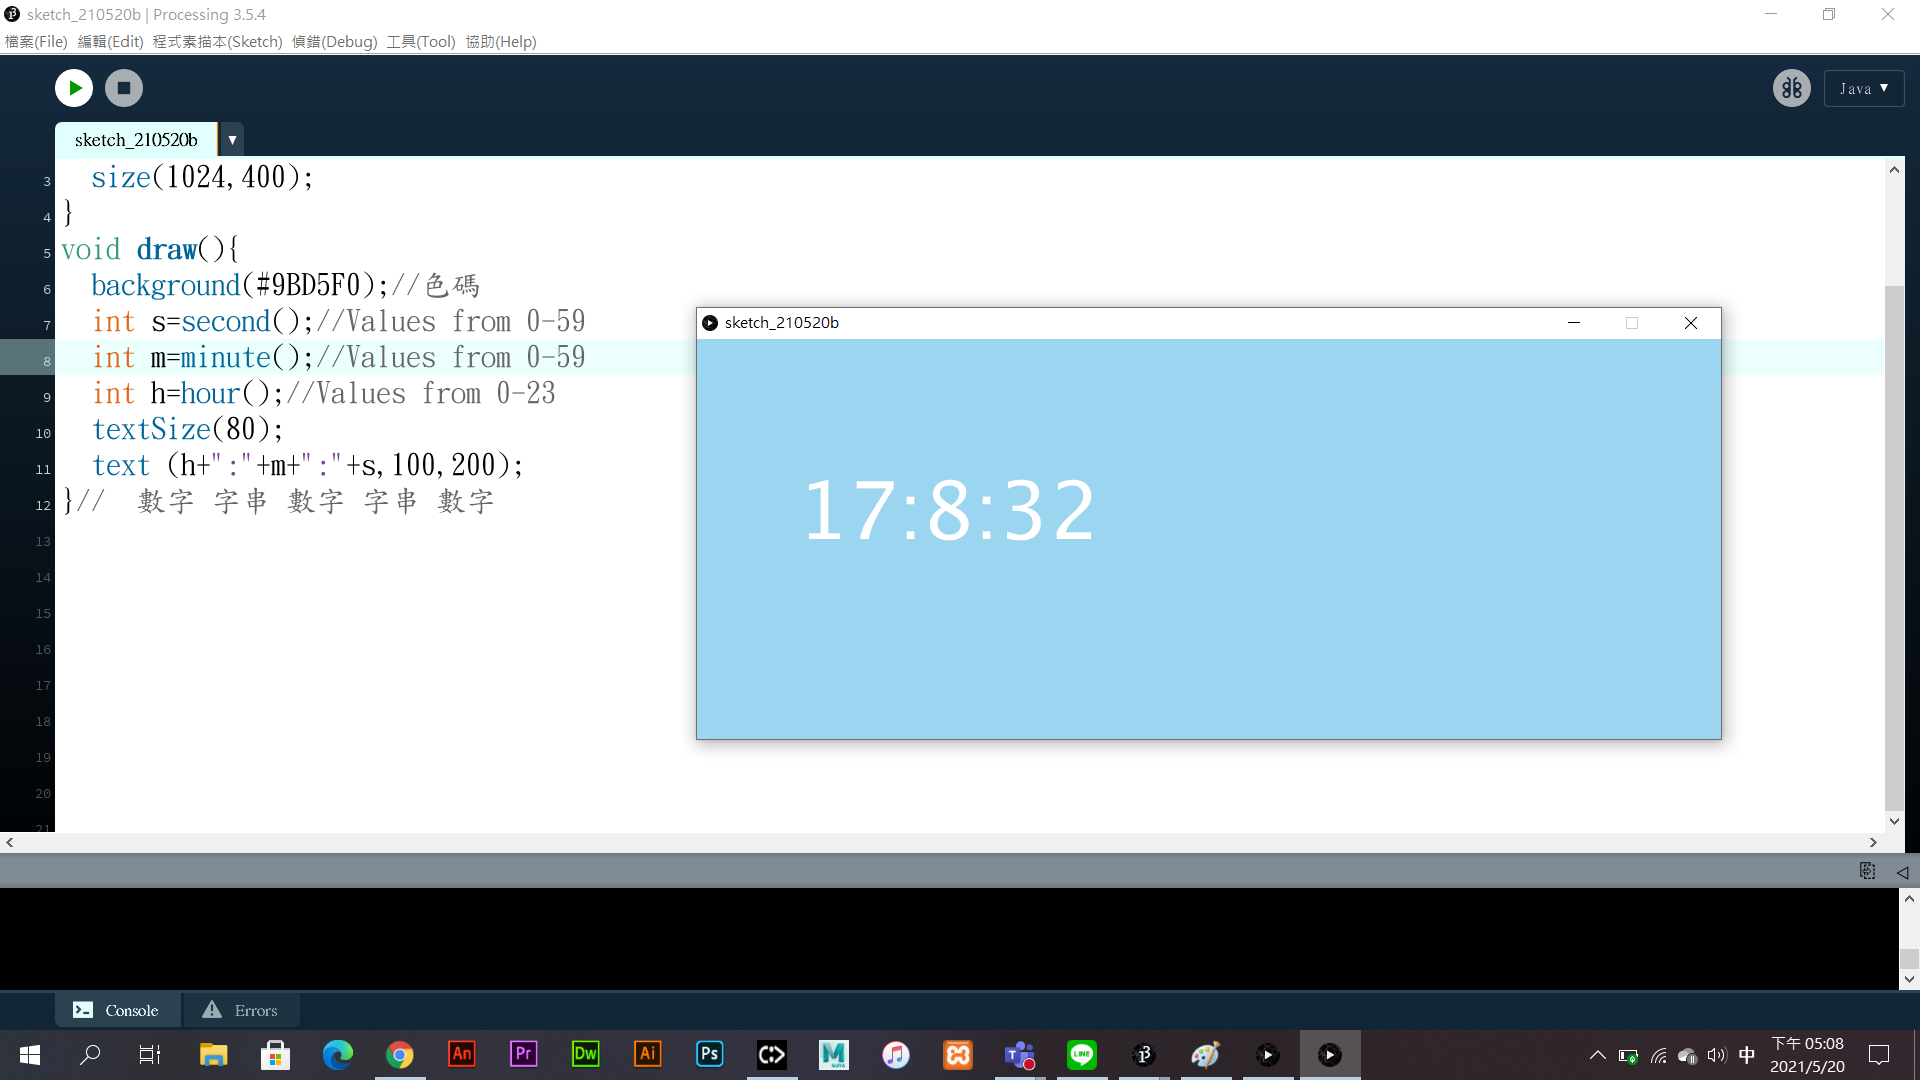 sketch_210520b | Processing 3.5.4
檔案(File) 編輯(Edit) 程式素描本(Sketch) 偵錯(Debug) 工具(Tool) 協助(Help)
Java ▼
sketch_210520b ▼
3 size(1024,400);
4 }
5 void draw(){
6 background(#9BD5F0);//色碼
7 int s=second();//Values from 0-59
8 int m=minute();//Values from 0-59
9 int h=hour();//Values from 0-23
10 textSize(80);
11 text (h+":"+m+":"+s,100,200);
12 }// 數字 字串 數字 字串 數字
13
14
15
16
17
18
19
20
21
sketch_210520b
17:8:32
Console Errors
An Pr Dw Ai Ps M MAYA T LINE
中 下午 05:08
2021/5/20